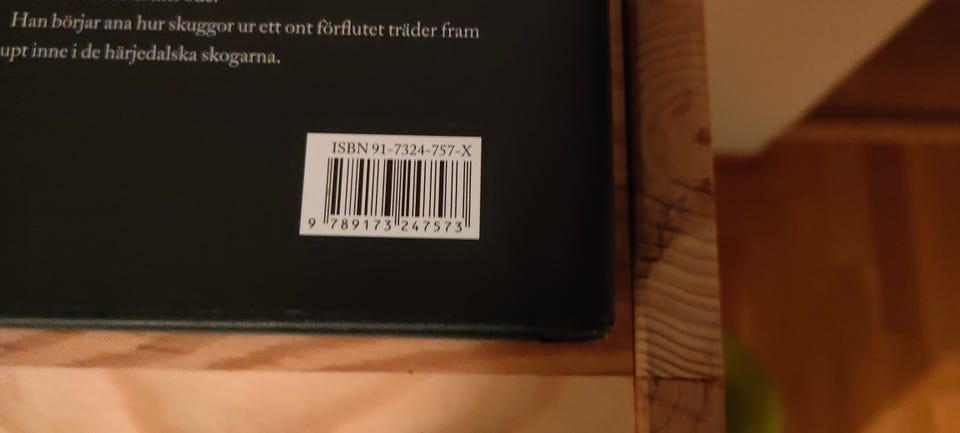 Han börjar ana hur skuggor ur ett ont förflutet träder fram
upt inne i de härjedalska skogarna.
ISBN 91-7324-757-X
9 789173 247573